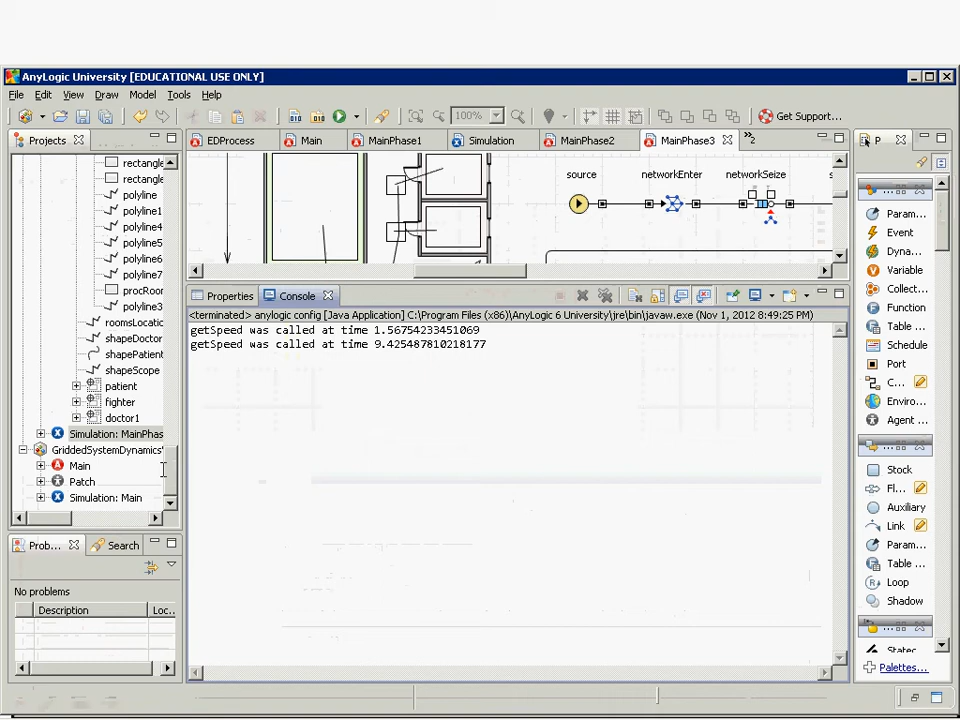 AnyLogic University [EDUCATIONAL USE ONLY]
File Edit View Draw Model Tools Help
100% Get Support...
Projects
EDProcess Main MainPhase1 Simulation MainPhase2 MainPhase3 »2 P
rectangle
rectangle
polyline
polyline1
polyline4
polyline5
polyline6
polyline7
procRoom
polyline3
roomsLocatio
shapeDoctor
shapePatient
shapeScope
patient
fighter
doctor1
Simulation: MainPhas
GriddedSystemDynamics
Main
Patch
Simulation: Main
source networkEnter networkSeize
Properties Console
<terminated> anylogic config [Java Application] C:\Program Files (x86)\AnyLogic 6 University\jre\bin\javaw.exe (Nov 1, 2012 8:49:25 PM)
getSpeed was called at time 1.56754233451069
getSpeed was called at time 9.425487810218177
Param...
Event
Dyna...
Variable
Collect...
Function
Table ...
Schedule
Port
C...
Enviro...
Agent ...
Stock
Fl...
Auxiliary
Link
Param...
Table ...
Loop
Shadow
Statec
Palettes...
Prob... Search
No problems
Description Loc..